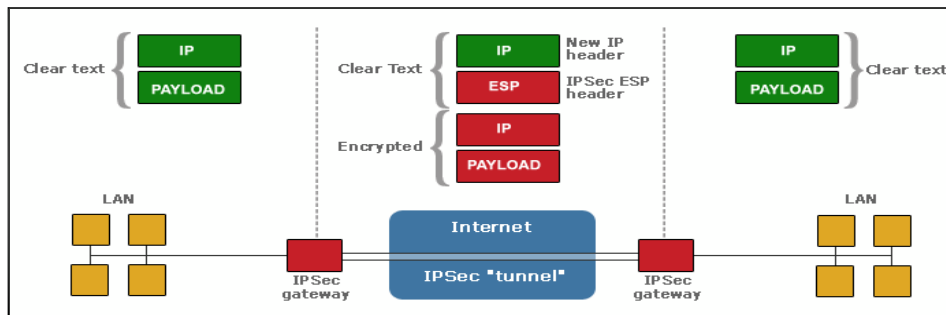 Clear text
IP
PAYLOAD
Clear Text
IP
New IP
header
ESP
IPSec ESP
header
Encrypted
IP
PAYLOAD
IP
PAYLOAD
Clear text
LAN
IPSec
gateway
Internet
IPSec "tunnel"
IPSec
gateway
LAN